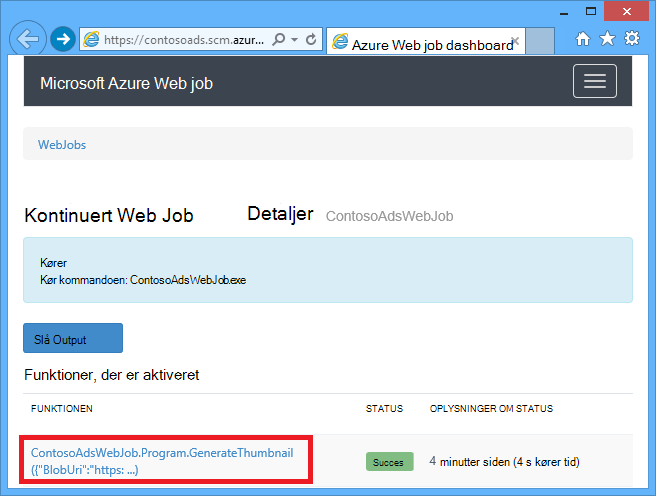 https://contosoads.scm.azur...
Azure Web job dashboard
Microsoft Azure Web job
WebJobs
Kontinuert Web Job Detaljer ContosoAdsWebJob
Kører
Kør kommandoen: ContosoAdsWebJob.exe
Slå Output
Funktioner, der er aktiveret
FUNKTIONEN STATUS OPLYSNINGER OM STATUS
ContosoAdsWebJob.Program.GenerateThumbnail
({"BlobUri":"https: ...)
Succes
4 minutter siden (4 s kører tid)